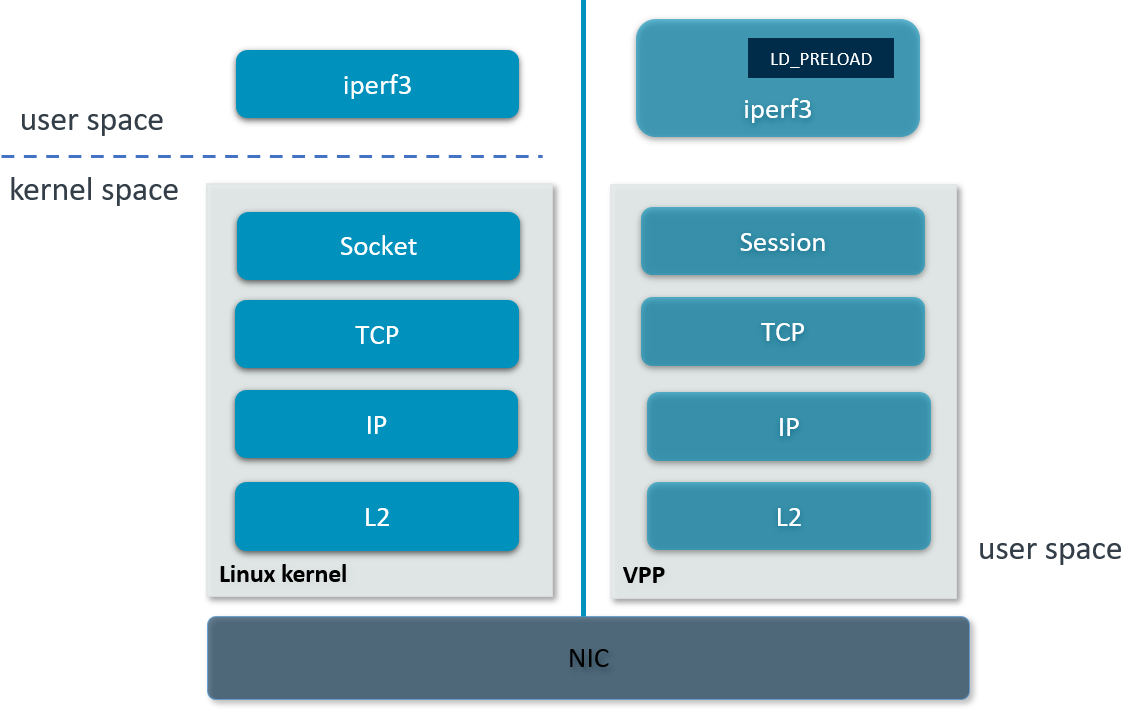 iperf3
user space
kernel space
Socket
TCP
IP
L2
Linux kernel
LD_PRELOAD
iperf3
Session
TCP
IP
L2
VPP
user space
NIC